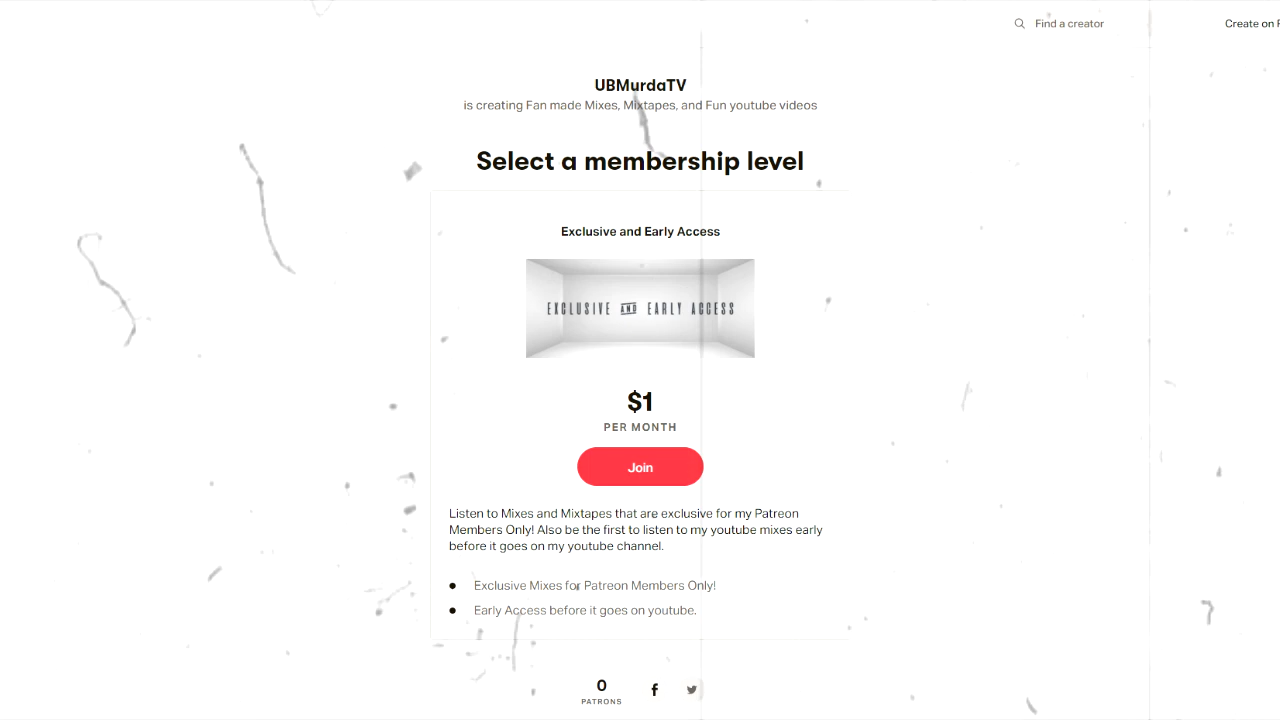 Find a creator
Create on
UBMurdaTV
is creating Fan made Mixes, Mixtapes, and Fun youtube videos
Select a membership level
Exclusive and Early Access
EXCLUSIVE AND EARLY ACCESS
$1
PER MONTH
Join
Listen to Mixes and Mixtapes that are exclusive for my Patreon
Members Only! Also be the first to listen to my youtube mixes early
before it goes on my youtube channel.
Exclusive Mixes for Patreon Members Only!
Early Access before it goes on youtube.
0
PATRONS